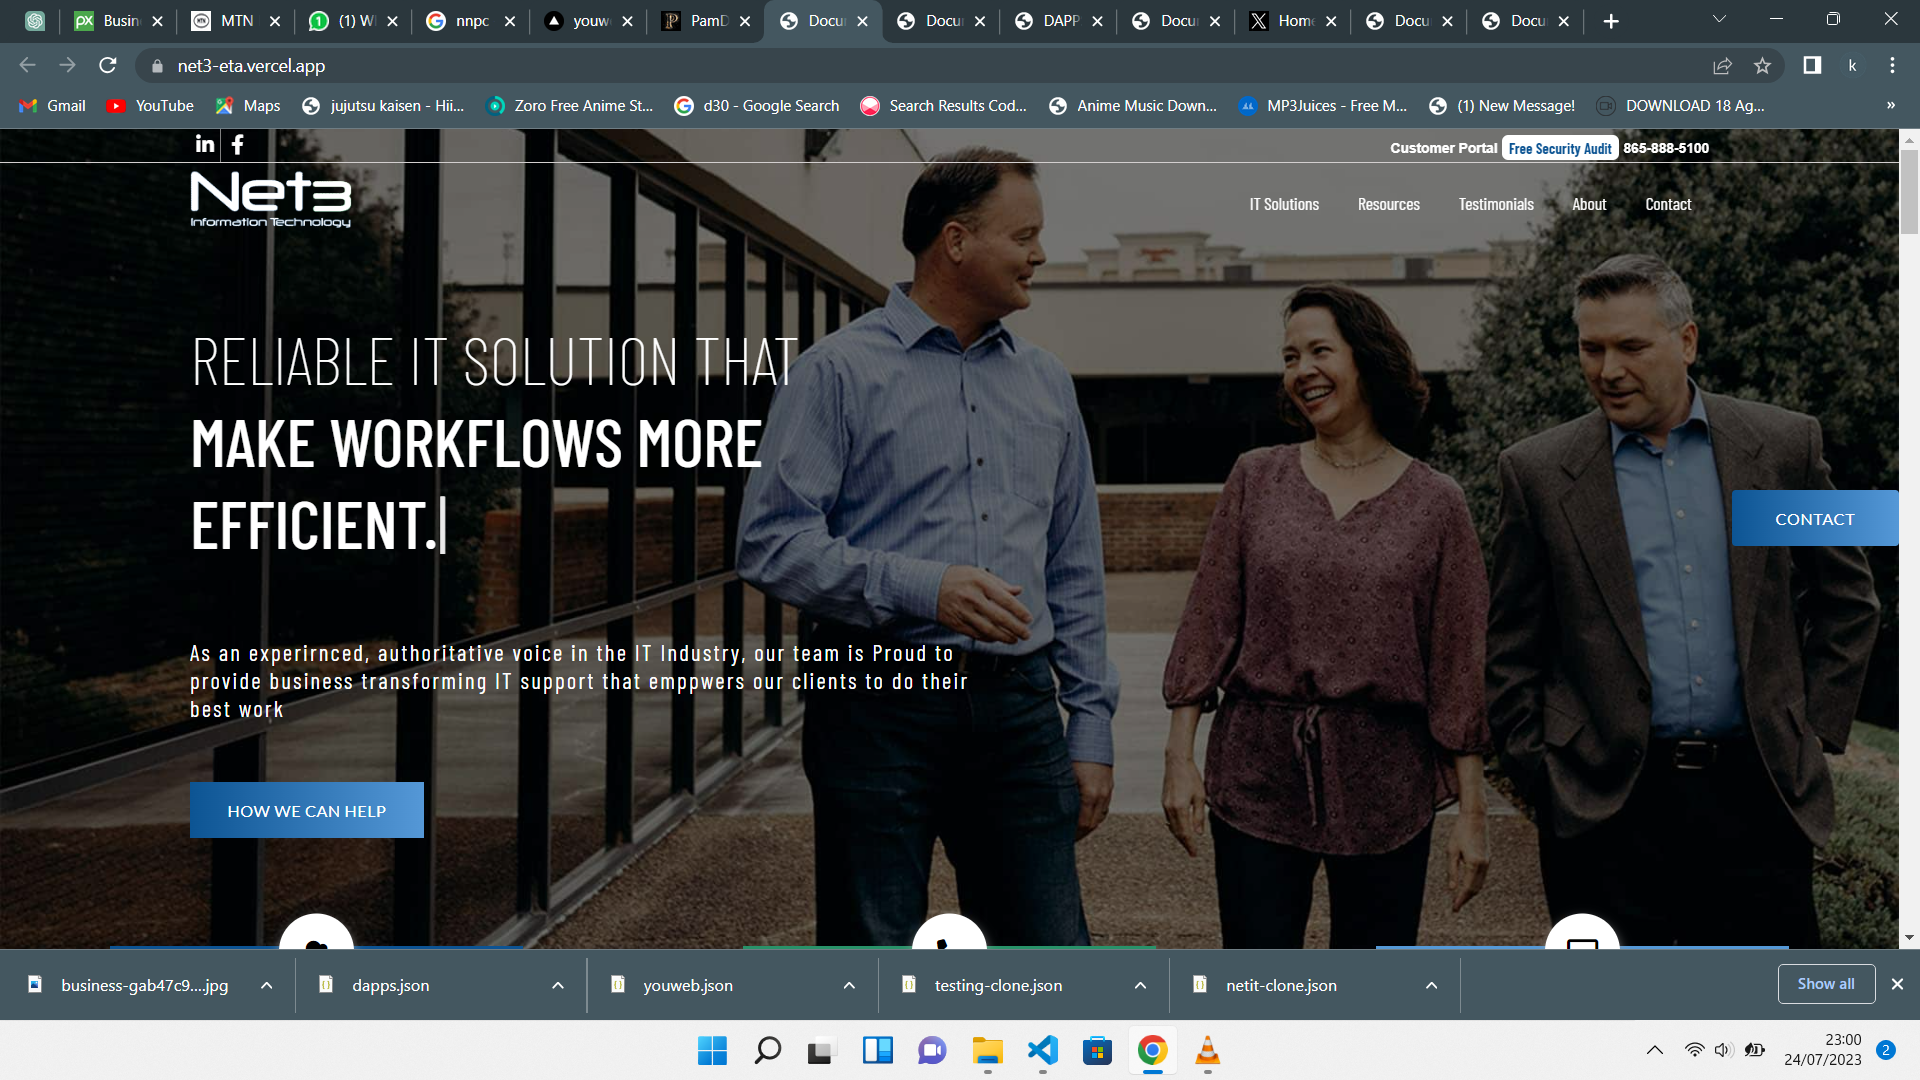 Busin
MTN
(1) W
nnpc
youw
PamD
Docu
Docu
DAPP
Docu
Hom
Docu
Docu
net3-eta.vercel.app
k
Gmail
YouTube
Maps
jujutsu kaisen - Hii...
Zoro Free Anime St...
d30 - Google Search
Search Results Cod...
Anime Music Down...
MP3Juices - Free M...
(1) New Message!
DOWNLOAD 18 Ag...
»
in f
Customer Portal Free Security Audit 865-888-5100
Net3
Information Technology
IT Solutions Resources Testimonials About Contact
RELIABLE IT SOLUTION THAT
MAKE WORKFLOWS MORE
EFFICIENT.|
CONTACT
As an experirnced, authoritative voice in the IT Industry, our team is Proud to
provide business transforming IT support that emppwers our clients to do their
best work
HOW WE CAN HELP
business-gab47c9....jpg
dapps.json
youweb.json
testing-clone.json
netit-clone.json
Show all
23:00
24/07/2023
2